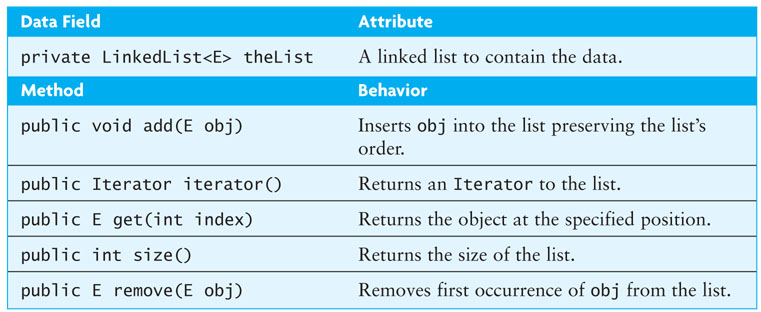 Data Field Attribute
private LinkedList<E> theList A linked list to contain the data.
Method Behavior
public void add(E obj) Inserts obj into the list preserving the list’s
order.
public Iterator iterator() Returns an Iterator to the list.
public E get(int index) Returns the object at the specified position.
public int size() Returns the size of the list.
public E remove(E obj) Removes first occurrence of obj from the list.